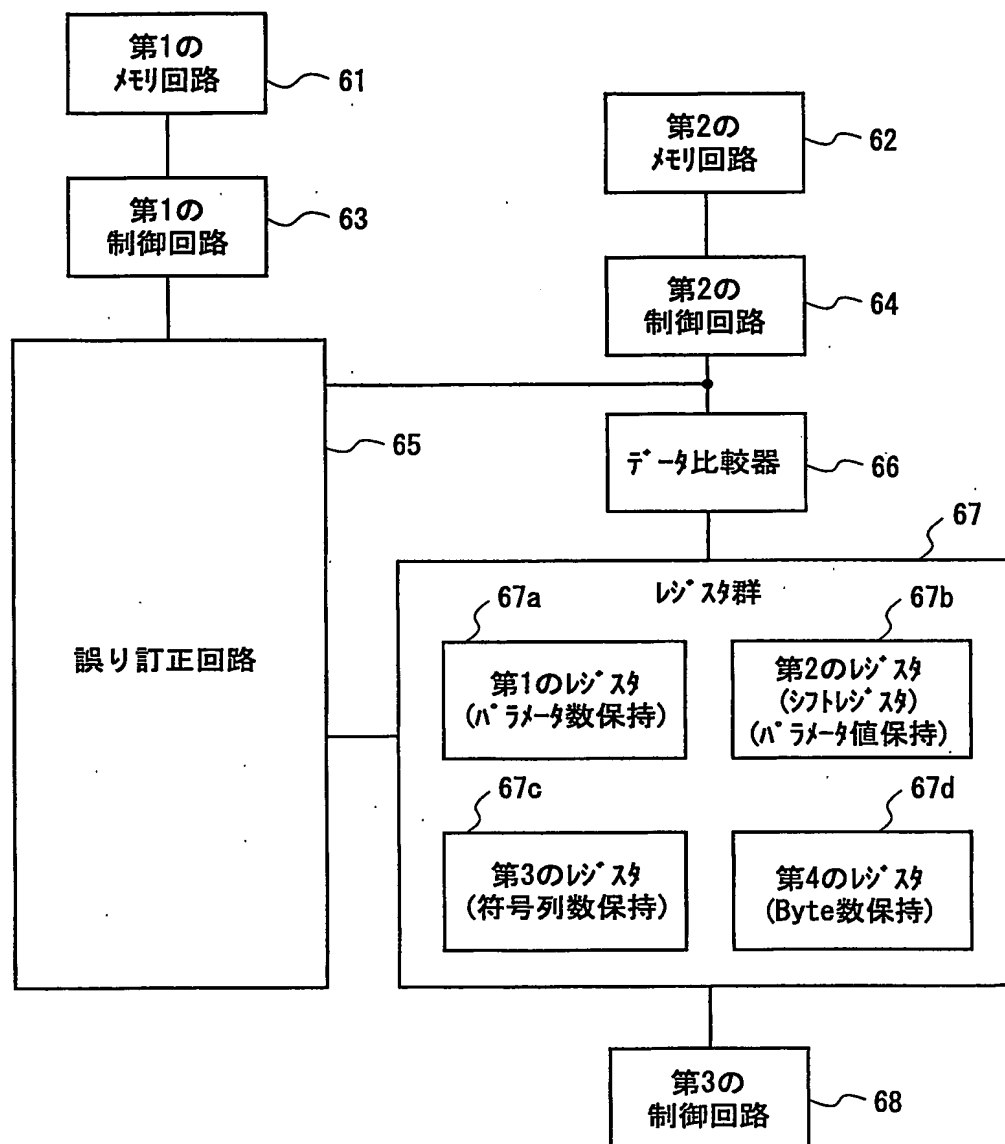 第1の
メモリ回路
61
第2の
メモリ回路
62
第1の
制御回路
63
第2の
制御回路
64
65
データ比較器
66
67
誤り訂正回路
レジスタ群
67a
67b
第1のレジスタ
(パラメータ数保持)
第2のレジスタ
(シフトレジスタ)
(パラメータ値保持)
67c
67d
第3のレジスタ
(符号列数保持)
第4のレジスタ
(Byte数保持)
第3の
制御回路
68